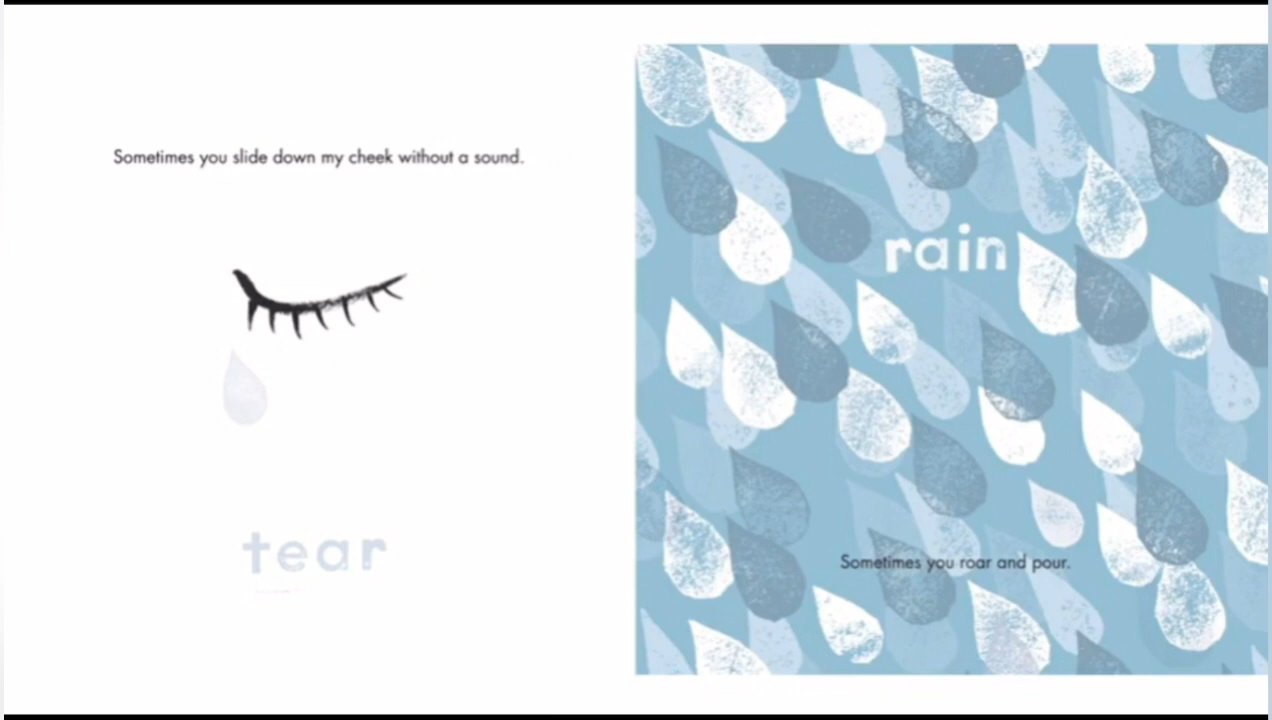 Sometimes you slide down my cheek without a sound.
tear
rain
Sometimes you roar and pour.